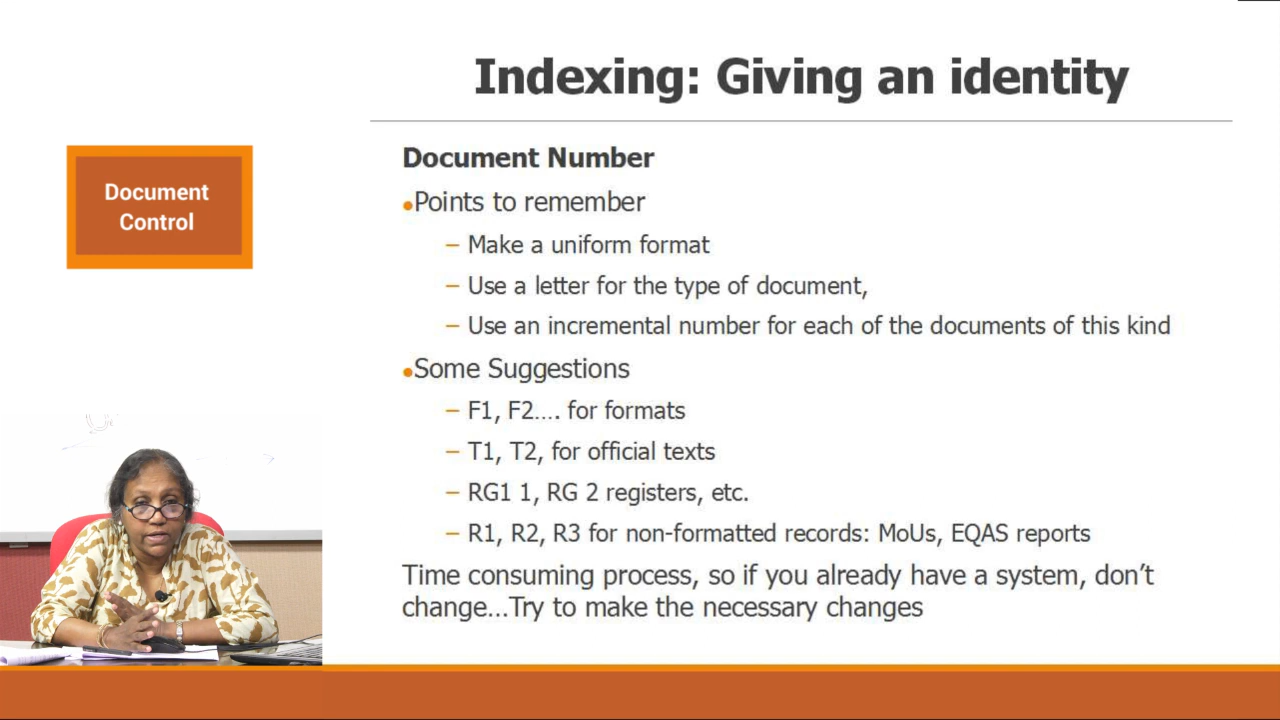 Indexing: Giving an identity
Document
Control
Document Number
•Points to remember
– Make a uniform format
– Use a letter for the type of document,
– Use an incremental number for each of the documents of this kind
•Some Suggestions
– F1, F2…. for formats
– T1, T2, for official texts
– RG1 1, RG 2 registers, etc.
– R1, R2, R3 for non-formatted records: MoUs, EQAS reports
Time consuming process, so if you already have a system, don’t
change…Try to make the necessary changes